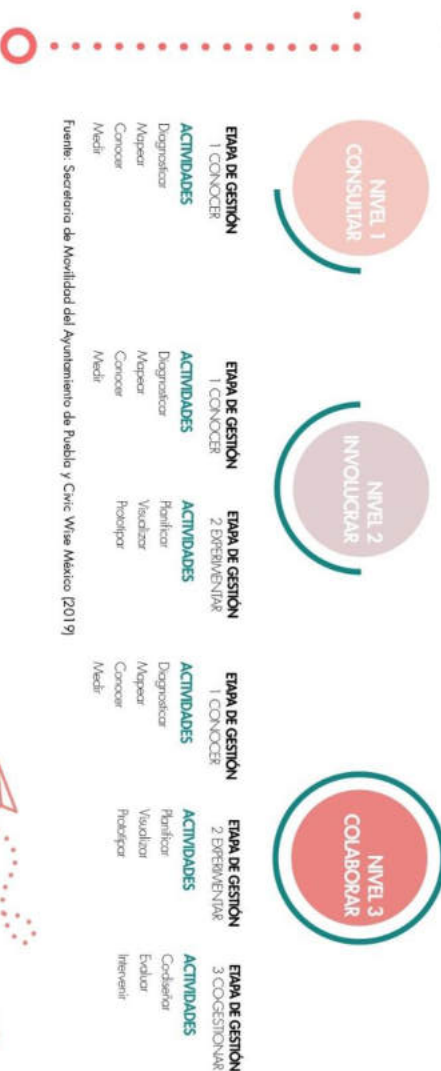 NIVEL 1
CONSULTAR
ETAPA DE GESTIÓN
1 CONOCER
ACTIVIDADES
Diagnosticar
Mapear
Conocer
Medir
NIVEL 2
INVOLUCRAR
ETAPA DE GESTIÓN
1 CONOCER
ACTIVIDADES
Diagnosticar
Mapear
Conocer
Medir
ETAPA DE GESTIÓN
2 EXPERIMENTAR
ACTIVIDADES
Planificar
Visualizar
Prototipar
NIVEL 3
COLABORAR
ETAPA DE GESTIÓN
1 CONOCER
ACTIVIDADES
Diagnosticar
Mapear
Conocer
Medir
ETAPA DE GESTIÓN
2 EXPERIMENTAR
ACTIVIDADES
Planificar
Visualizar
Prototipar
ETAPA DE GESTIÓN
3 COGESTIONAR
ACTIVIDADES
Codiseñar
Evaluar
Intervenir
Fuente: Secretaría de Movilidad del Ayuntamiento de Puebla y Civic Wise México (2019)